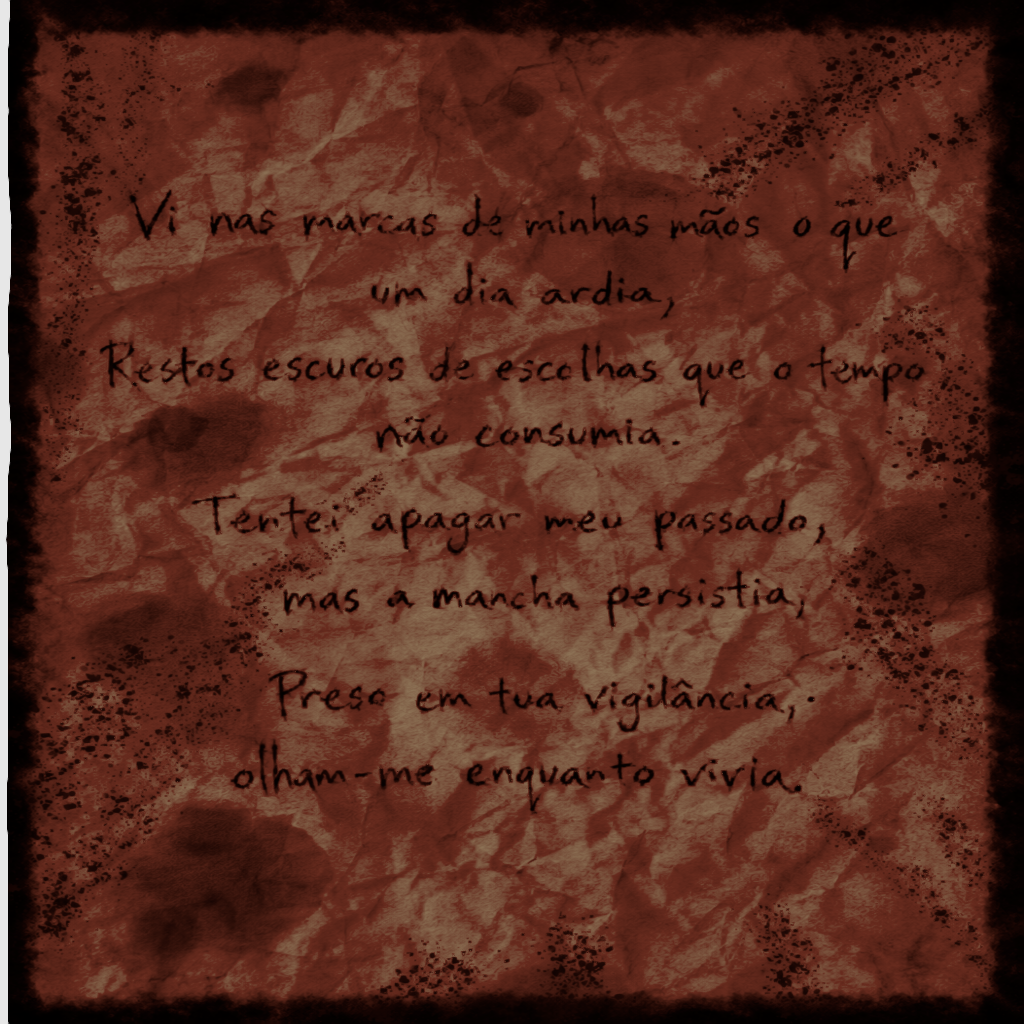 Vi nas marcas de minhas mãos o que
um dia ardia,
Restos escuros de escolhas que o tempo
não consumia.
Tentei apagar meu passado,
mas a mancha persistia,
Preso em tua vigilância,
olham-me enquanto vivia.